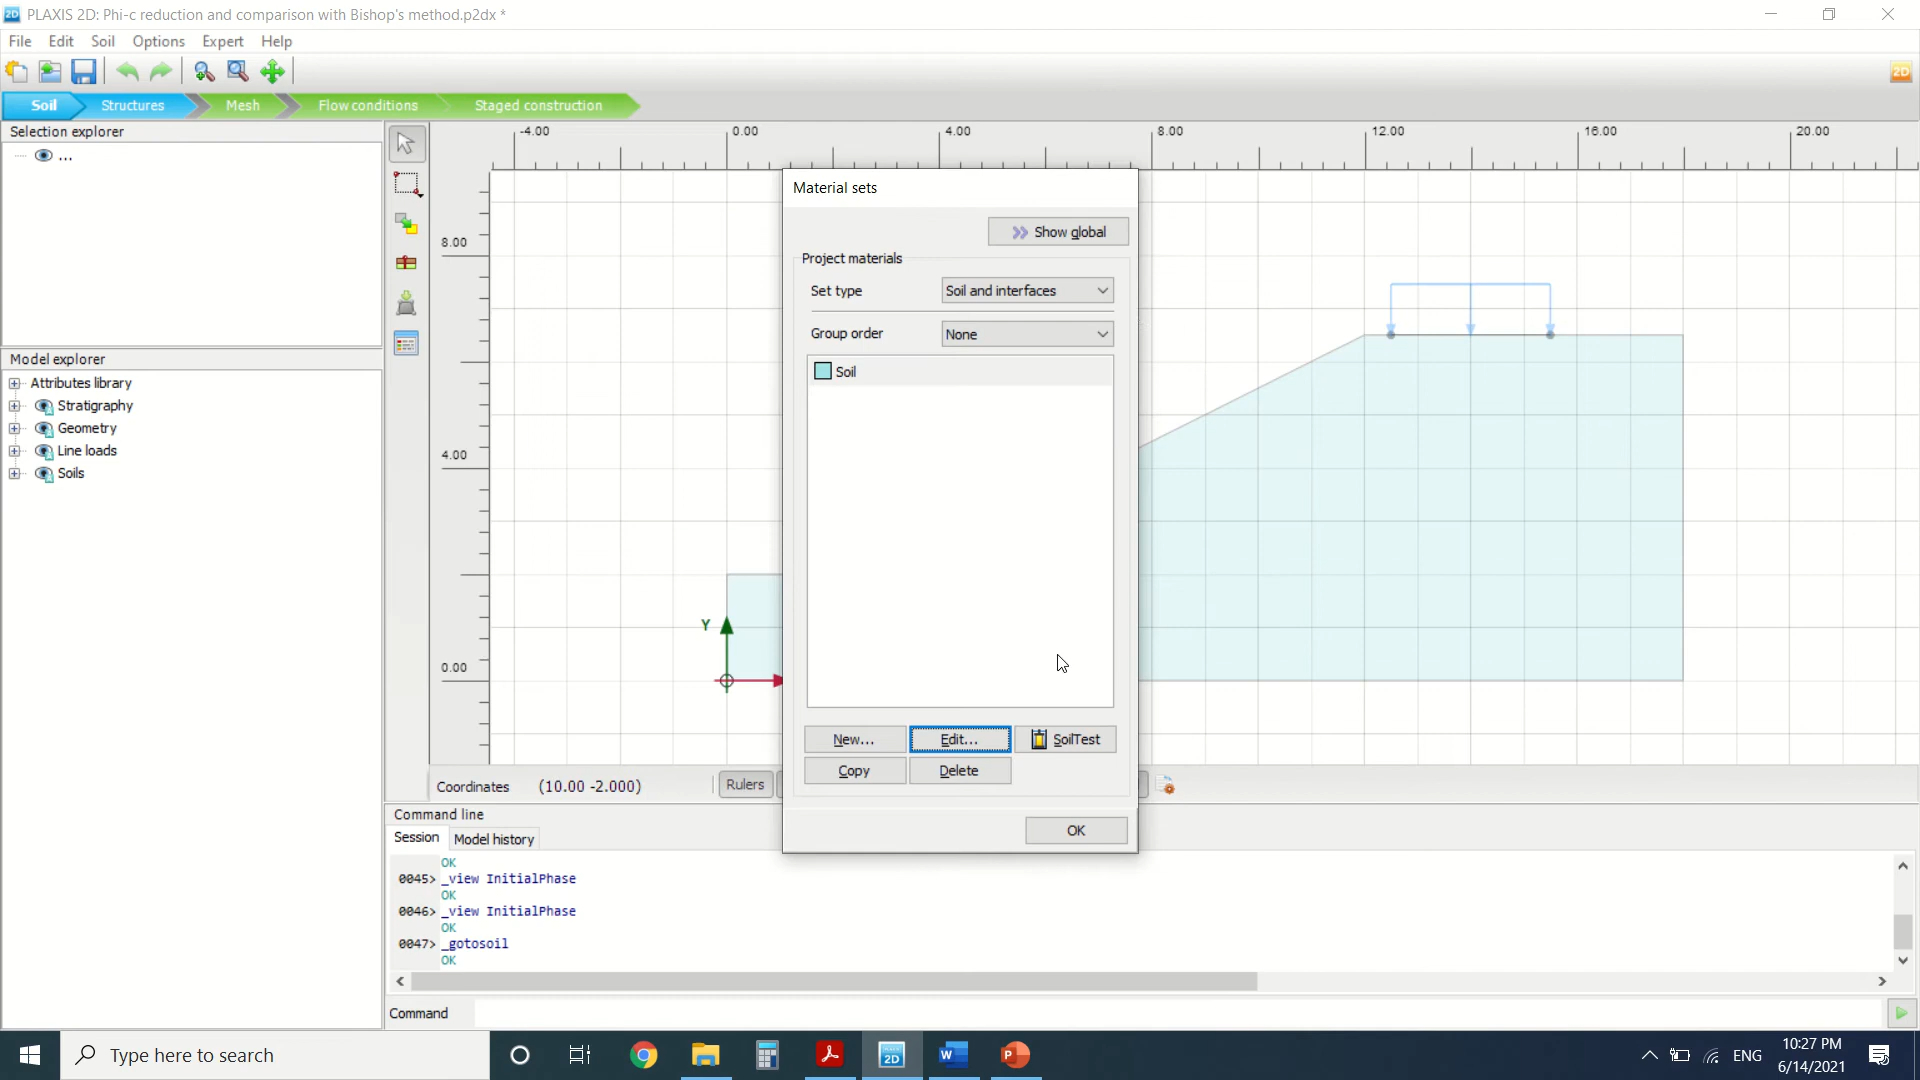 PLAXIS 2D: Phi-c reduction and comparison with Bishop's method.p2dx *
File Edit Soil Options Expert Help
2D
Soil Structures Mesh Flow conditions Staged construction
Selection explorer
...
Model explorer
Attributes library
Stratigraphy
Geometry
Line loads
Soils
-4.00 0.00 4.00 8.00 12.00 16.00 20.00
8.00
4.00
0.00
Y
Material sets
Show global
Project materials
Set type Soil and interfaces
Group order None
Soil
New... Edit... SoilTest
Copy Delete
OK
Coordinates (10.00 -2.000) Rulers
Command line
Session Model history
OK
0045> _view InitialPhase
OK
0046> _view InitialPhase
OK
0047> _gotosoil
OK
Command
Type here to search
ENG
10:27 PM
6/14/2021